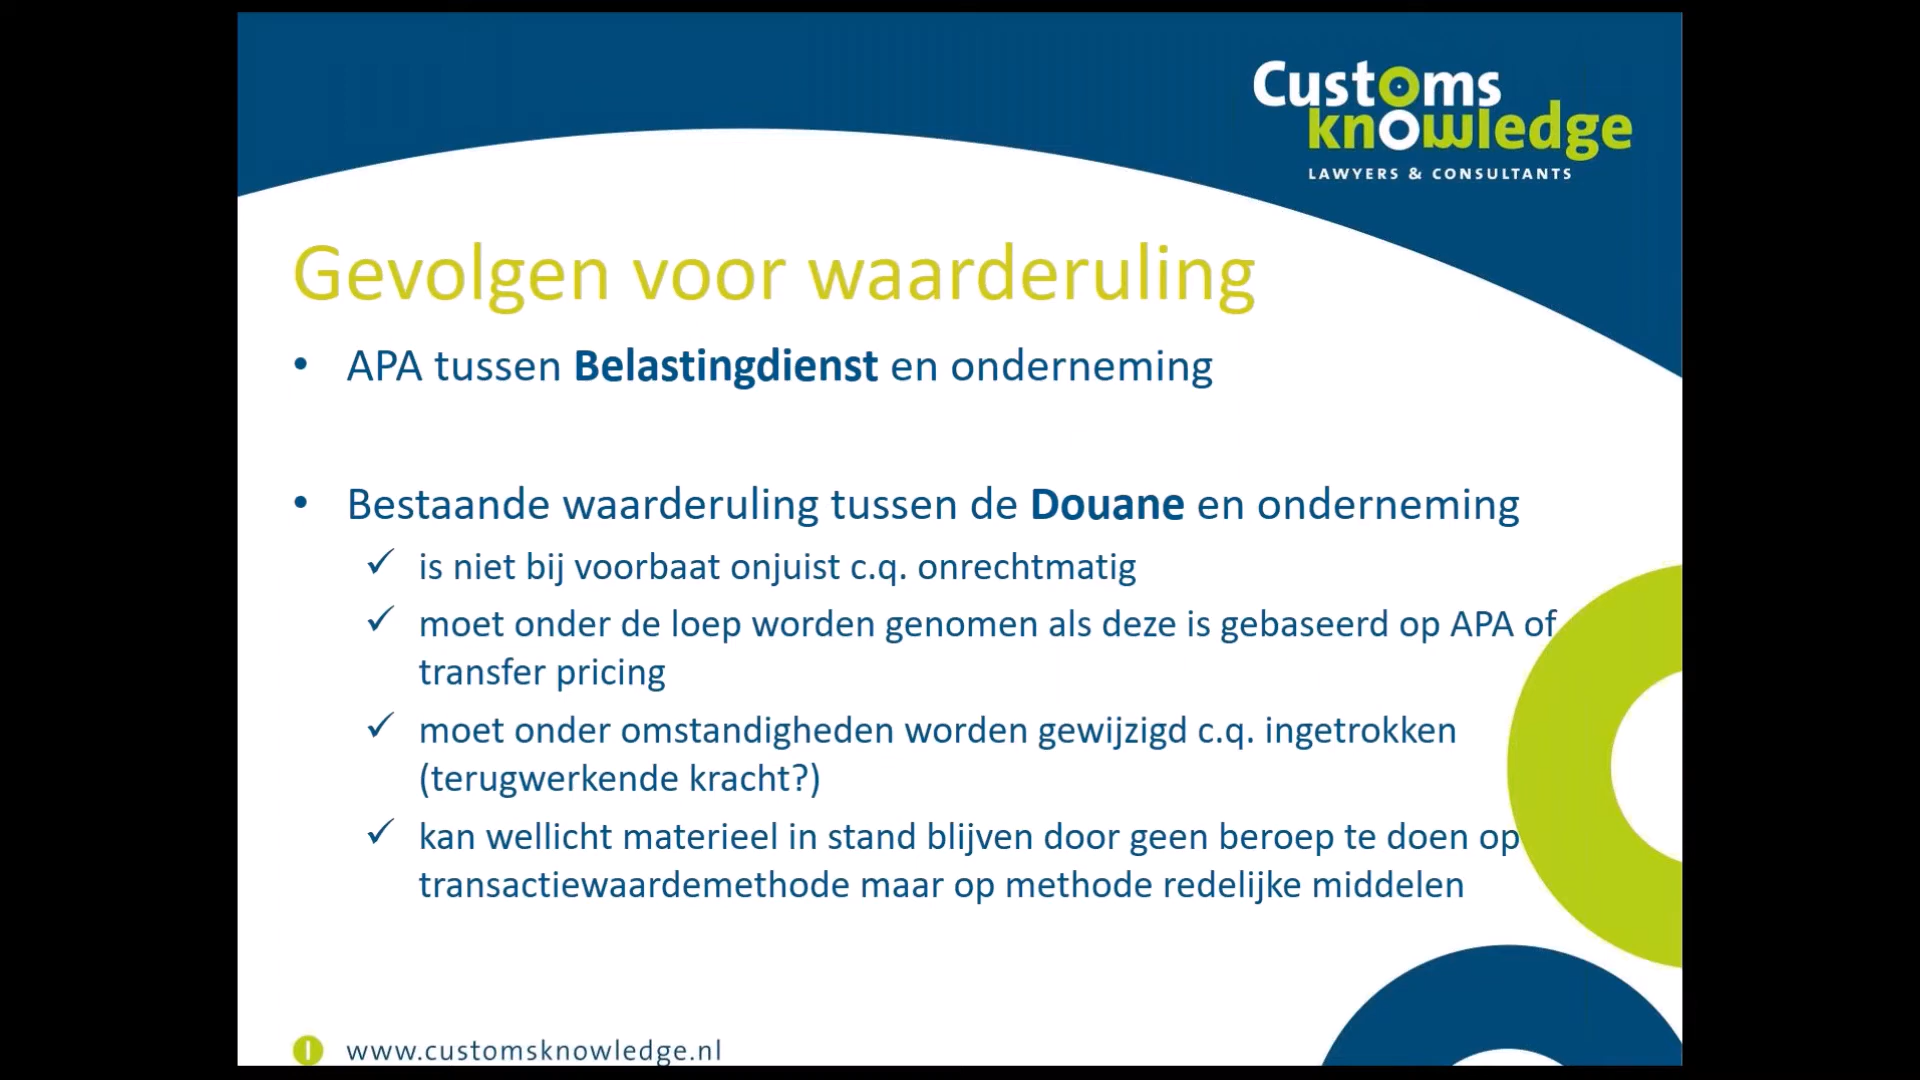 Customs
knowledge
LAWYERS & CONSULTANTS
Gevolgen voor waarderuling
• APA tussen Belastingdienst en onderneming
• Bestaande waarderuling tussen de Douane en onderneming
✓ is niet bij voorbaat onjuist c.q. onrechtmatig
✓ moet onder de loep worden genomen als deze is gebaseerd op APA of
transfer pricing
✓ moet onder omstandigheden worden gewijzigd c.q. ingetrokken
(terugwerkende kracht?)
✓ kan wellicht materieel in stand blijven door geen beroep te doen op
transactiewaardemethode maar op methode redelijke middelen
www.customsknowledge.nl